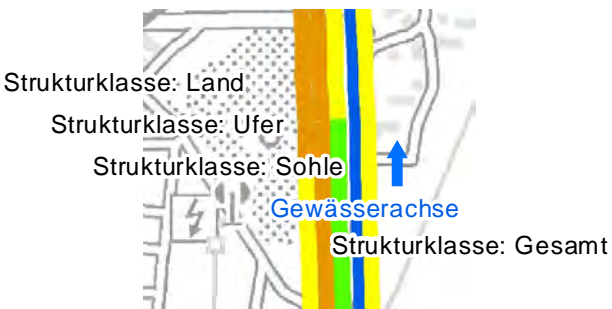 Strukturklasse: Land
Strukturklasse: Ufer
Strukturklasse: Sohle
Gewässerachse
Strukturklasse: Gesamt